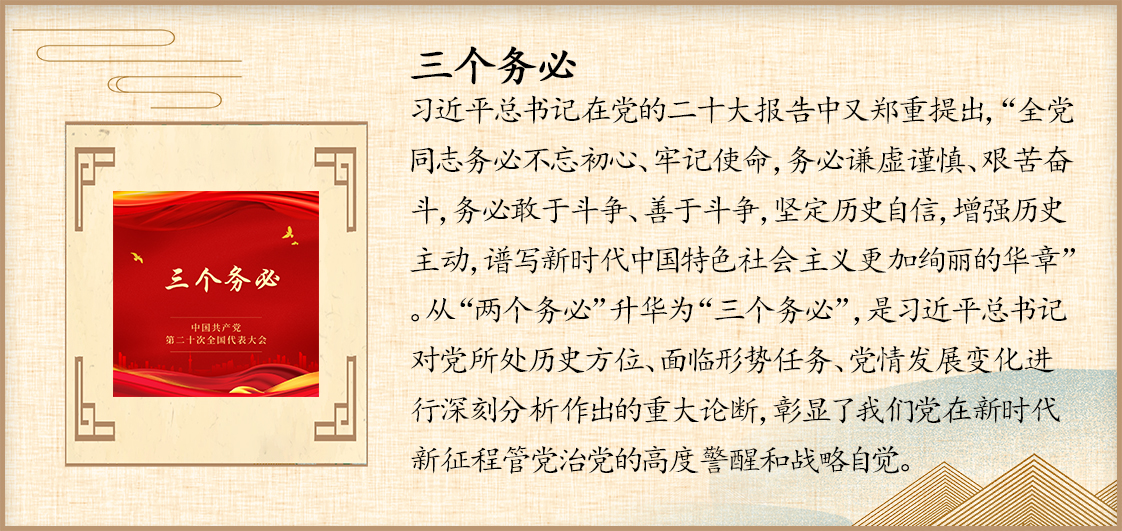 三个务必
习近平总书记在党的二十大报告中又郑重提出,“全党
同志务必不忘初心、牢记使命,务必谦虚谨慎、艰苦奋
斗,务必敢于斗争、善于斗争,坚定历史自信,增强历史
主动,谱写新时代中国特色社会主义更加绚丽的华章”
。从“两个务必”升华为“三个务必”,是习近平总书记
对党所处历史方位、面临形势任务、党情发展变化进
行深刻分析作出的重大论断,彰显了我们党在新时代
新征程管党治党的高度警醒和战略自觉。
三个务必
中国共产党
第二十次全国代表大会